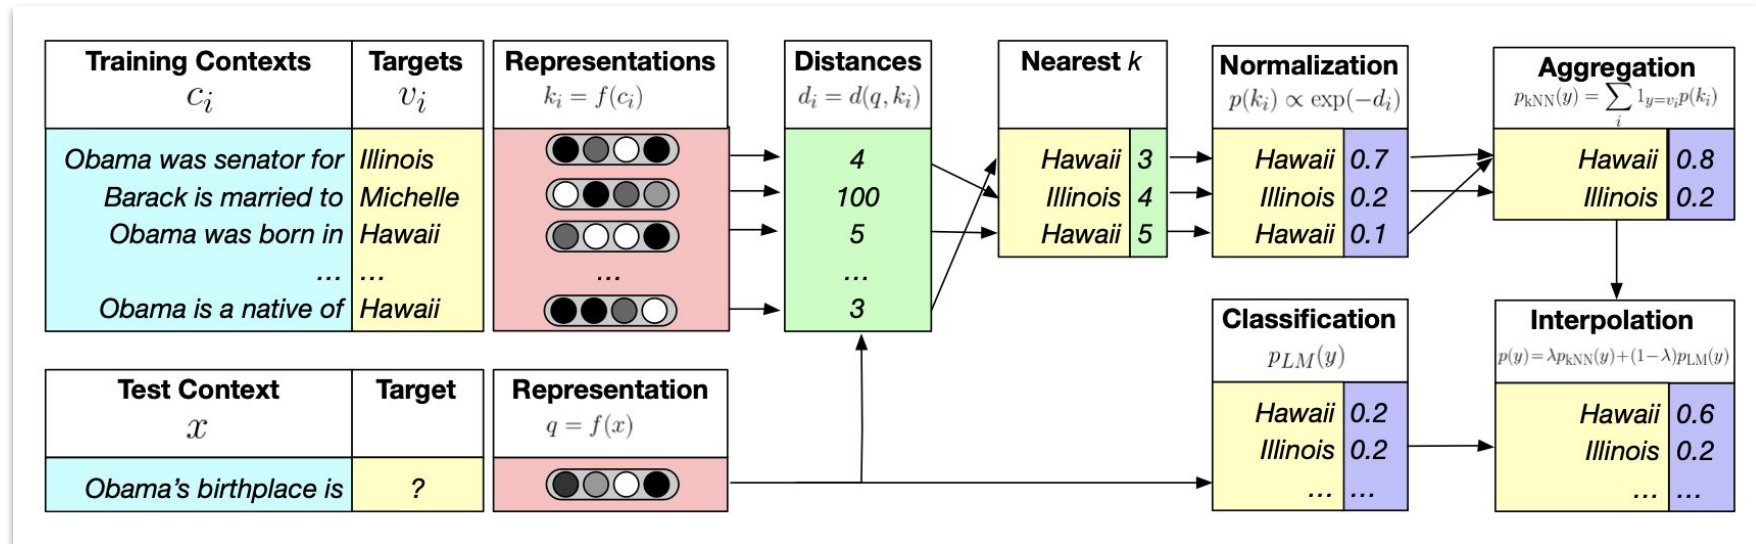 Training Contexts
c_i
Targets
v_i
Representations
k_i = f(c_i)
Obama was senator for Illinois
Barack is married to Michelle
Obama was born in Hawaii
... ... ...
Obama is a native of Hawaii
Distances
d_i = d(q, k_i)
4
100
5
...
3
Nearest k
Hawaii 3
Illinois 4
Hawaii 5
Normalization
p(k_i) ∝ exp(−d_i)
Hawaii 0.7
Illinois 0.2
Hawaii 0.1
Aggregation
p_kNN(y) = ∑_i 1_{y=v_i} p(k_i)
Hawaii 0.8
Illinois 0.2
Test Context
x
Target
Representation
q = f(x)
Obama's birthplace is ?
Classification
p_LM(y)
Hawaii 0.2
Illinois 0.2
... ...
Interpolation
p(y) = λp_kNN(y) + (1−λ)p_LM(y)
Hawaii 0.6
Illinois 0.2
... ...